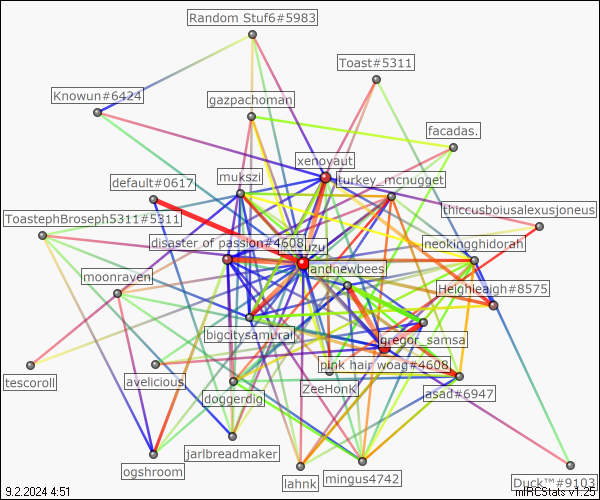 Random Stuf6#5983
Toast#5311
Knowun#6424
gazpachoman
facadas.
xenoyaut
mukszi
turkey_mcnugget
default#0617
thiccusboiusalexusjoneus
ToastephBroseph5311#5311
disaster of passion#4608
neokingghidorah
andnewbees
moonraven
Heighleaigh#8575
bigcitysamurai
gregor_samsa
pink hair woag#4608
tescoroll
avelicious
ZeeHonk
doggerdig
asad#6947
jarlbreadmaker
ogshroom
lahnk
mingus4742
Duck™#9103
9.2.2024 4:51
mIRCStats v1.25